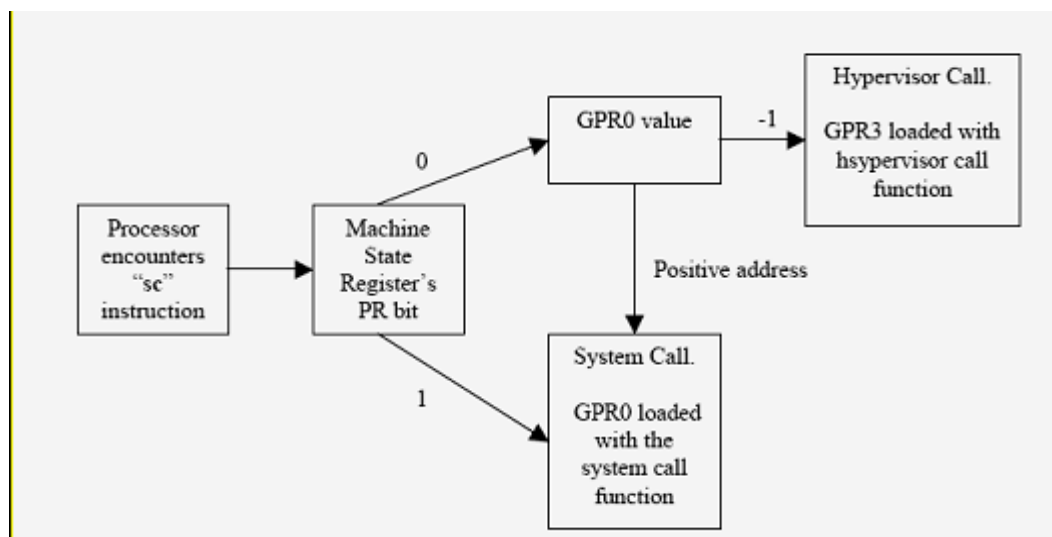 Processor
encounters
“sc”
instruction
0
1
Machine
State
Register’s
PR bit
GPR0 value
-1
Hypervisor Call.
GPR3 loaded with
hsypervisor call
function
Positive address
System Call.
GPR0 loaded
with the
system call
function